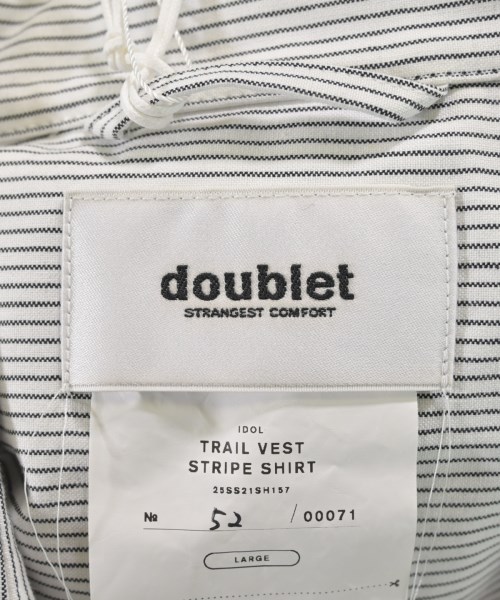 doublet
STRANGEST COMFORT
IDOL
TRAIL VEST
STRIPE SHIRT
25SS21SH157
№ 52 /00071
LARGE